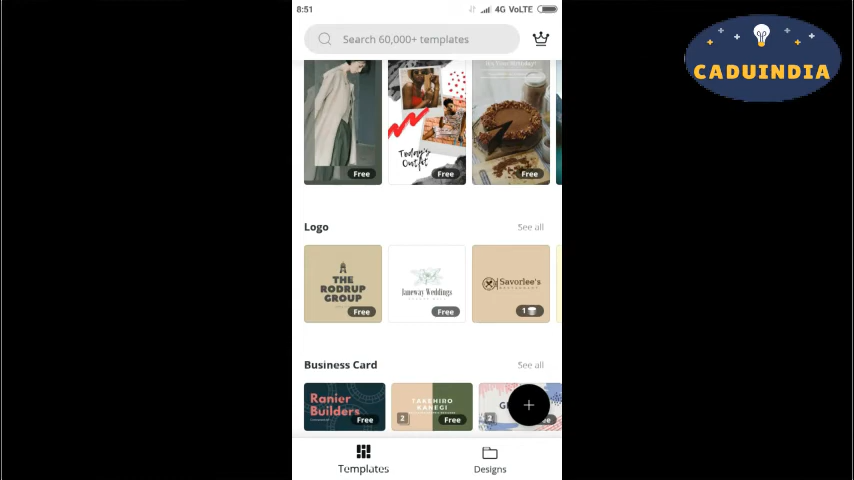 8:51
4G VoLTE
Search 60,000+ templates
CADUINDIA
Today's
Outfit
Free
Free
Free
Logo
See all
THE
RODRUP
GROUP
Free
Janeway Weddings
Free
Savorlee's
RESTAURANT
1
Business Card
See all
Ranier
Builders
Free
TAKEHIRO
KANEGI
2
Free
2
+
Templates
Designs